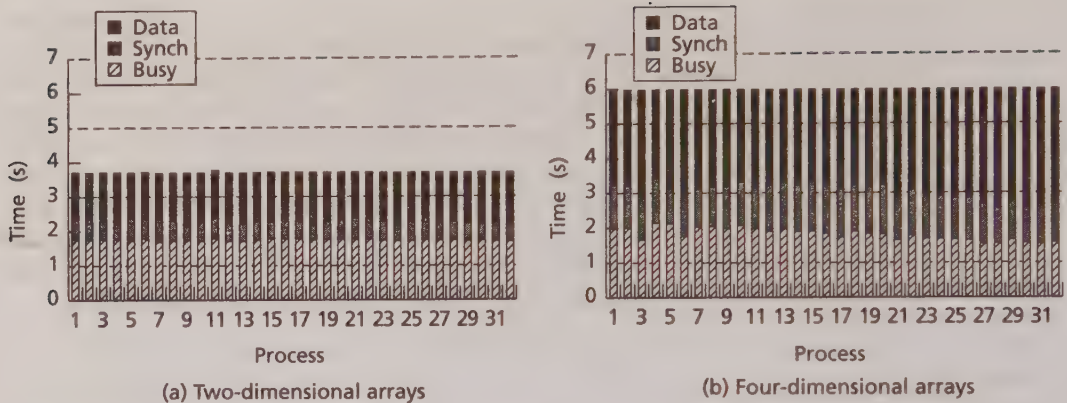 Data
Synch
Busy
7
6
5
4
3
2
1
0
Time (s)
1 3 5 7 9 11 13 15 17 19 21 23 25 27 29 31
Process
(a) Two-dimensional arrays
Data
Synch
Busy
7
6
5
4
3
2
1
0
Time (s)
1 3 5 7 9 11 13 15 17 19 21 23 25 27 29 31
Process
(b) Four-dimensional arrays